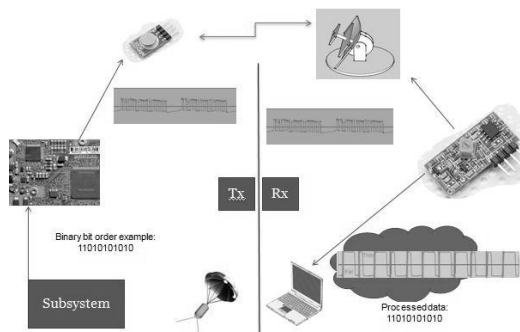 Tx
Rx
Binary bit order example:
11010101010
Subsystem
Processed data:
11010101010